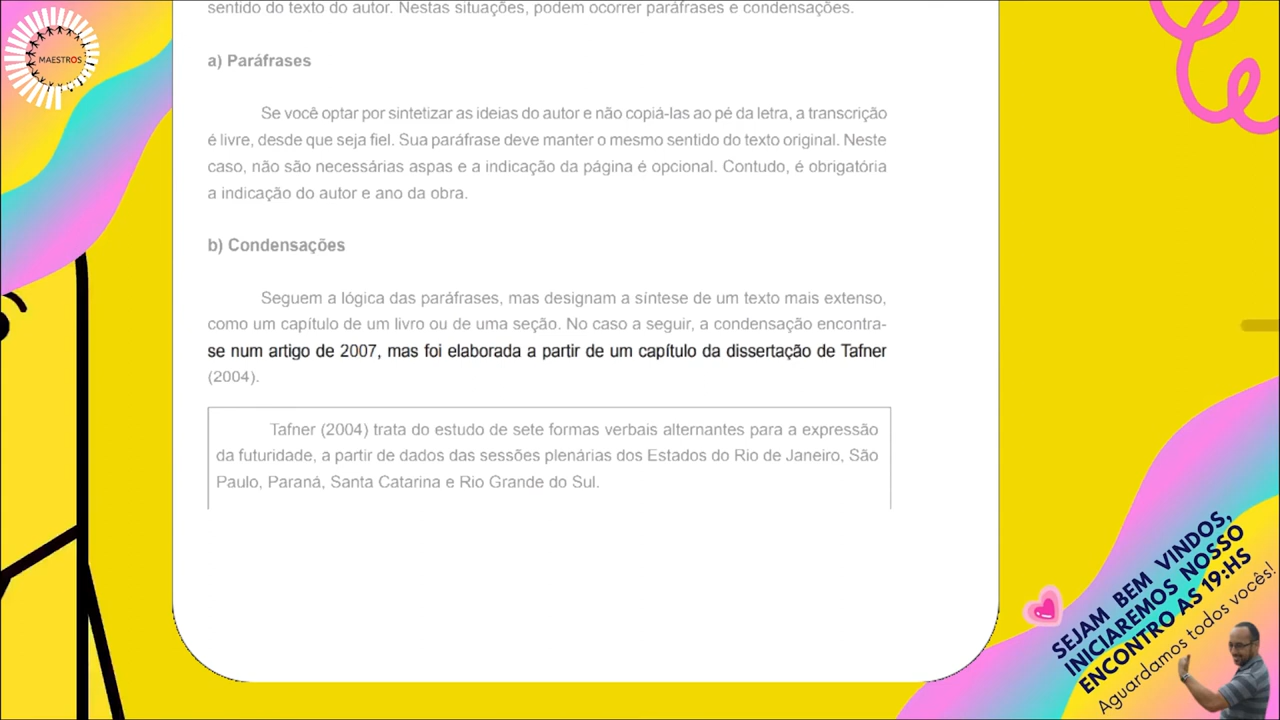 MAESTROS
sentido do texto do autor. Nestas situações, podem ocorrer paráfrases e condensações.
a) Paráfrases
Se você optar por sintetizar as ideias do autor e não copiá-las ao pé da letra, a transcrição
é livre, desde que seja fiel. Sua paráfrase deve manter o mesmo sentido do texto original. Neste
caso, não são necessárias aspas e a indicação da página é opcional. Contudo, é obrigatória
a indicação do autor e ano da obra.
b) Condensações
Seguem a lógica das paráfrases, mas designam a síntese de um texto mais extenso,
como um capítulo de um livro ou de uma seção. No caso a seguir, a condensação encontra-
se num artigo de 2007, mas foi elaborada a partir de um capítulo da dissertação de Tafner
(2004).
Tafner (2004) trata do estudo de sete formas verbais alternantes para a expressão
da futuridade, a partir de dados das sessões plenárias dos Estados do Rio de Janeiro, São
Paulo, Paraná, Santa Catarina e Rio Grande do Sul.
SEJAM BEM VINDOS,
INICIAREMOS NOSSO
ENCONTRO AS 19:HS
Aguardamos todos vocês!